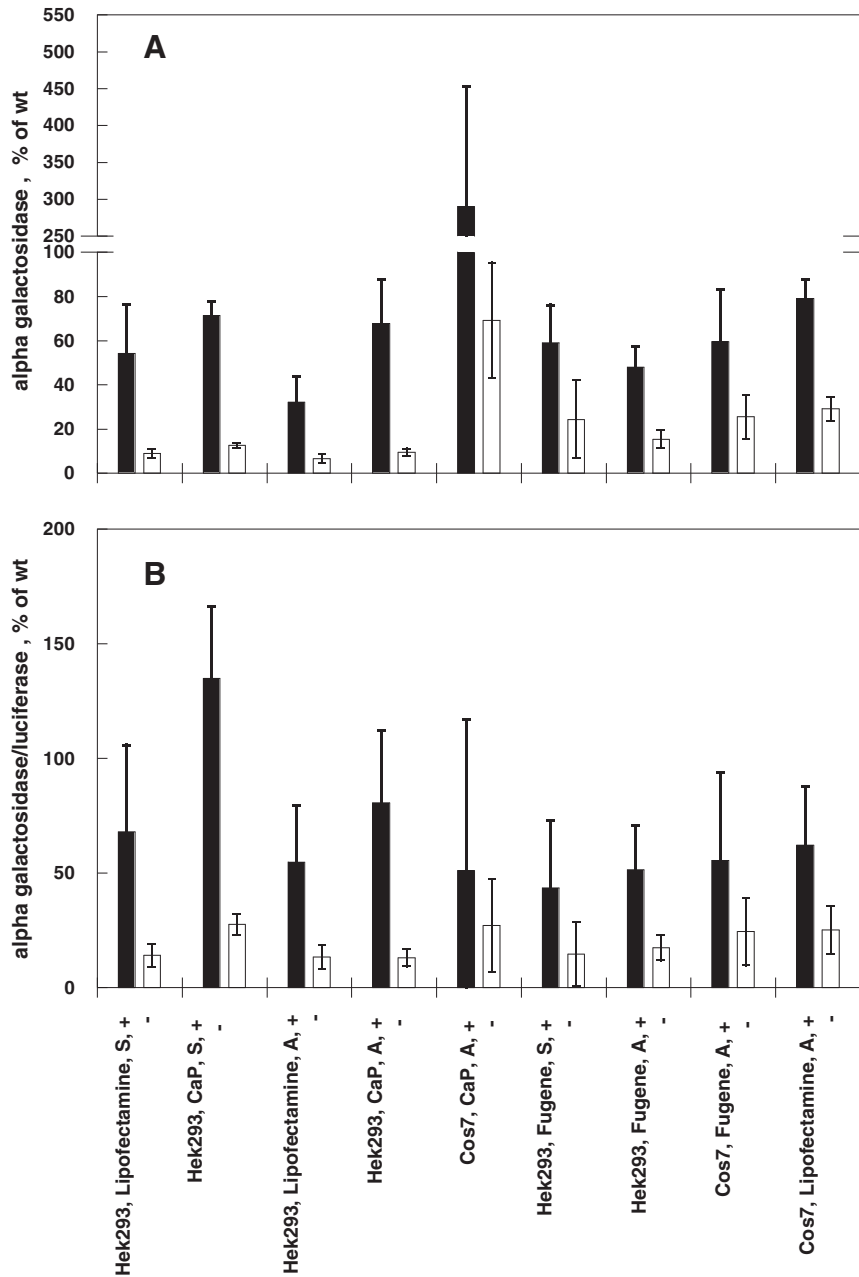 A
alpha galactosidase , % of wt
550
500
450
400
350
300
250
100
80
60
40
20
0
B
alpha galactosidase/luciferase , % of wt
200
150
100
50
0
Hek293, Lipofectamine, S, +
-
Hek293, CaP, S, +
-
Hek293, Lipofectamine, A, +
-
Hek293, CaP, A, +
-
Cos7, CaP, A, +
-
Hek293, Fugene, S, +
-
Hek293, Fugene, A, +
-
Cos7, Fugene, A, +
-
Cos7, Lipofectamine, A, +
-